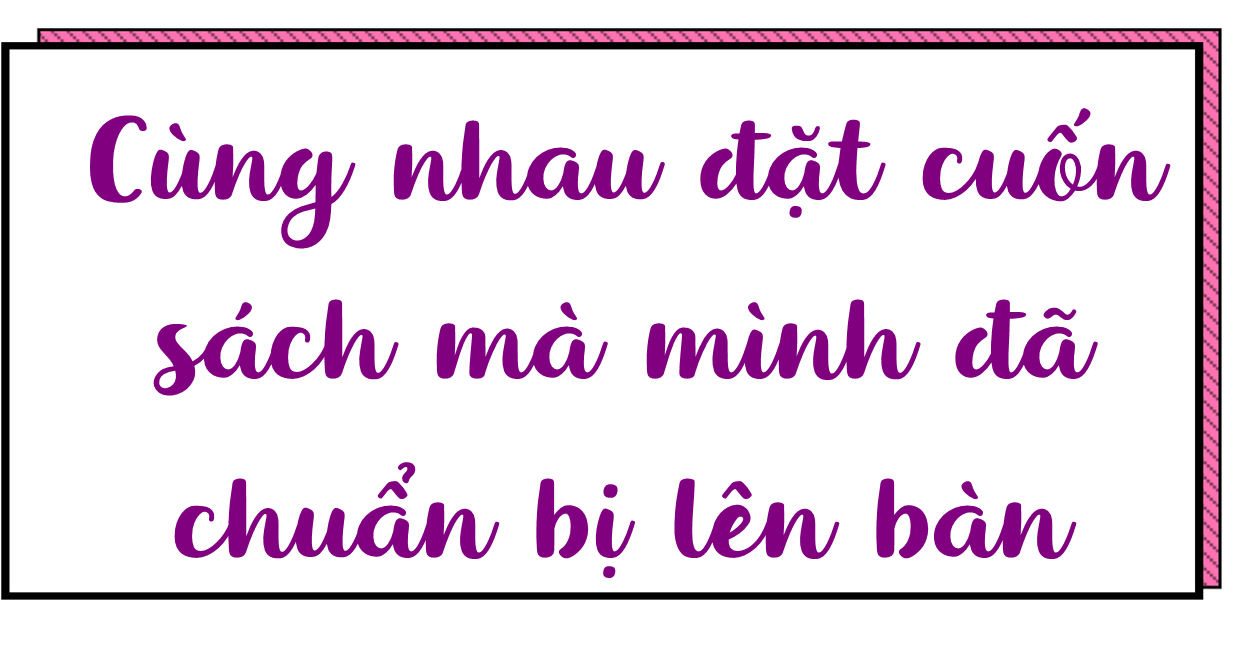 Cùng nhau đặt cuốn
sách mà mình đã
chuẩn bị lên bàn